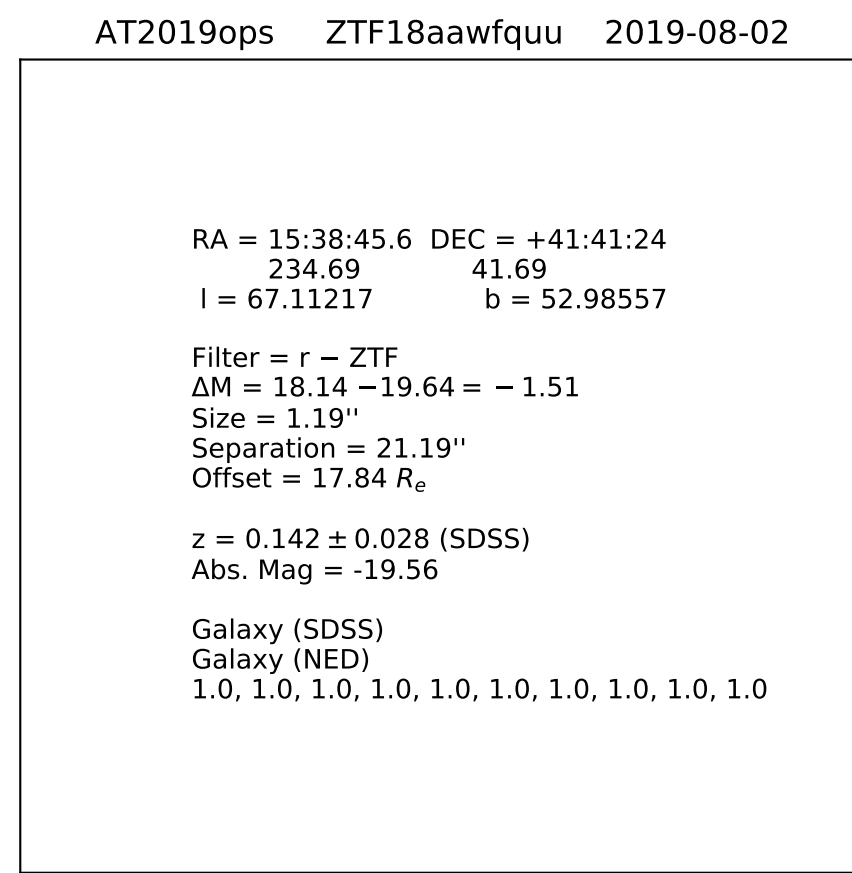 AT2019ops ZTF18aawfquu 2019-08-02
RA = 15:38:45.6 DEC = +41:41:24
234.69 41.69
l = 67.11217 b = 52.98557
Filter = r − ZTF
ΔM = 18.14 −19.64 = − 1.51
Size = 1.19''
Separation = 21.19''
Offset = 17.84 Re
z = 0.142 ± 0.028 (SDSS)
Abs. Mag = -19.56
Galaxy (SDSS)
Galaxy (NED)
1.0, 1.0, 1.0, 1.0, 1.0, 1.0, 1.0, 1.0, 1.0, 1.0